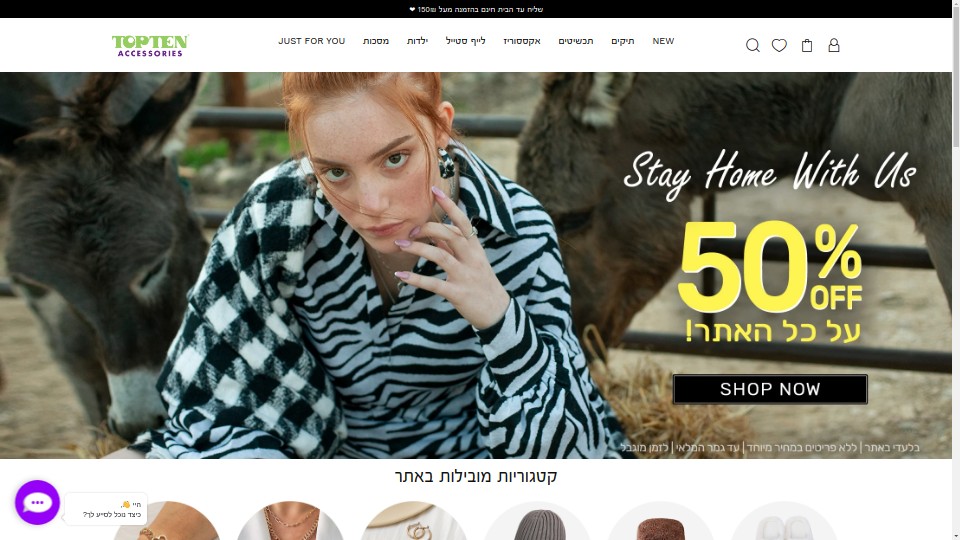 שליח עד הבית חינם בהזמנה מעל 150₪ ❤
TOPTEN
ACCESSORIES
NEW
תיקים
תכשיטים
אקססוריז
לייף סטייל
ילדות
מסכות
JUST FOR YOU
Stay Home With Us
50% OFF
על כל האתר!
SHOP NOW
בלעדי באתר | ללא פריטים במחיר מיוחד | עד גמר המלאי | לזמן מוגבל
קטגוריות מובילות באתר
היי 👋,
כיצד נוכל לסייע לך?